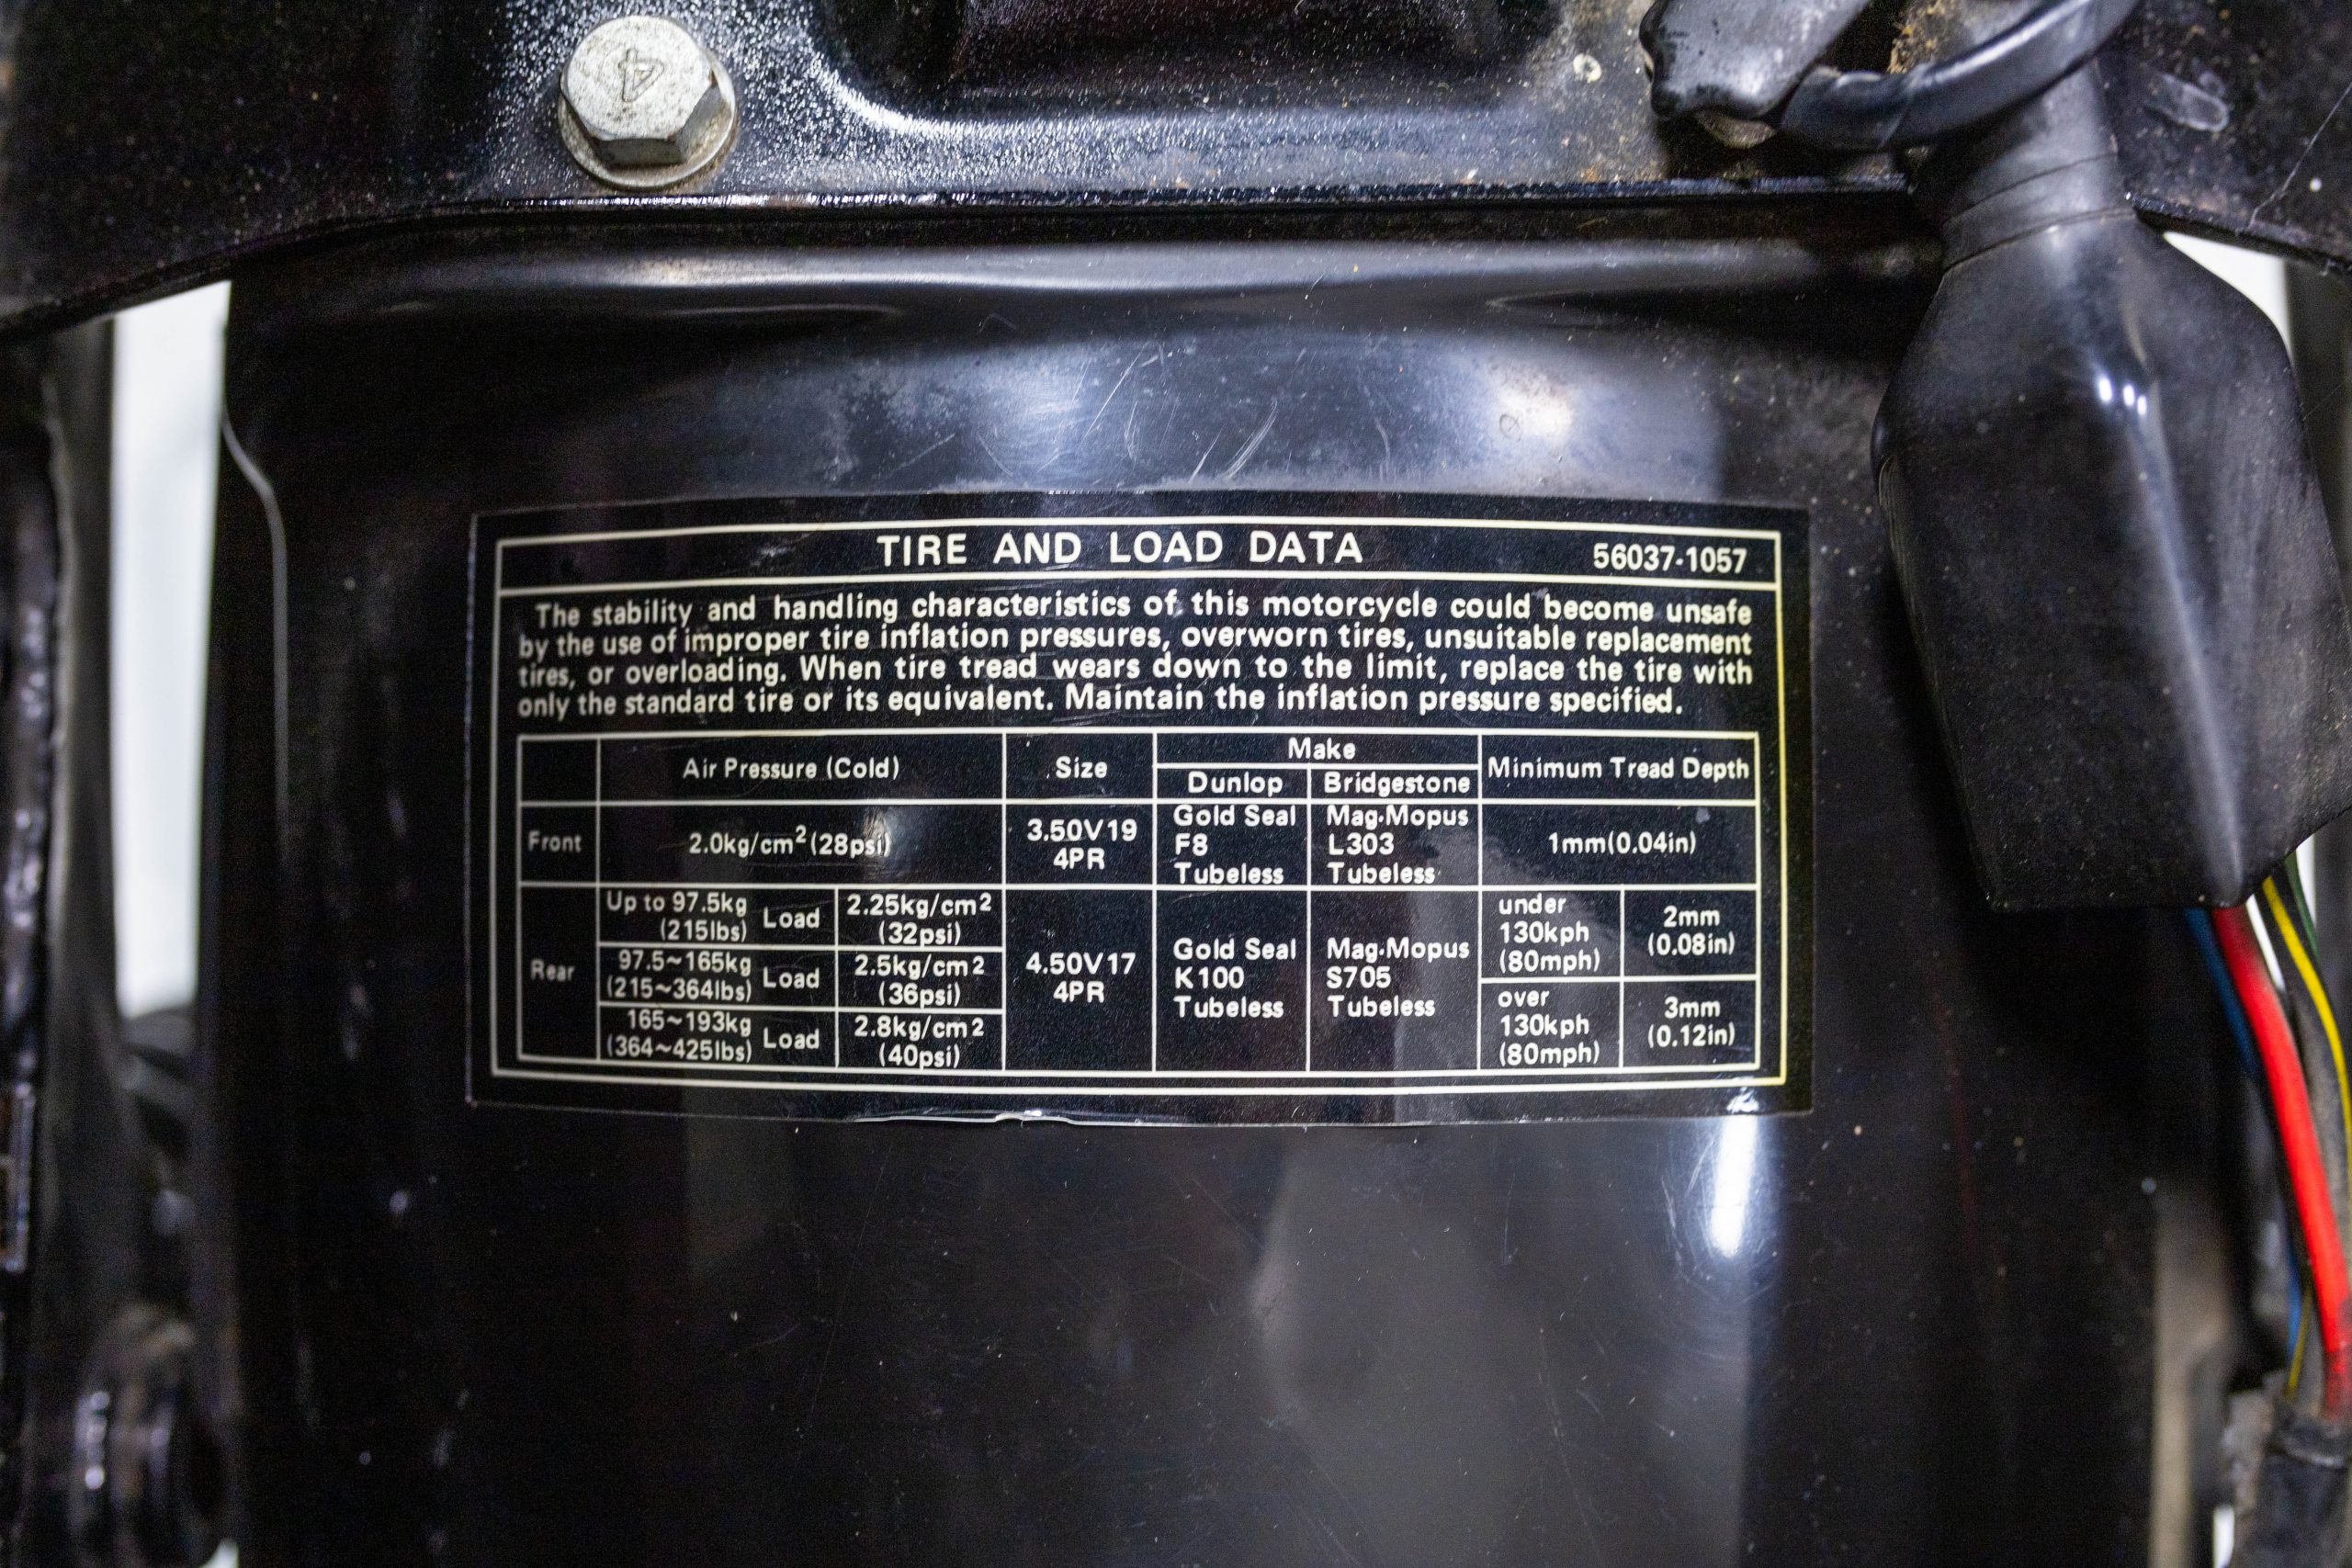 4
TIRE AND LOAD DATA 56037-1057
The stability and handling characteristics of this motorcycle could become unsafe
by the use of improper tire inflation pressures, overworn tires, unsuitable replacement
tires, or overloading. When tire tread wears down to the limit, replace the tire with
only the standard tire or its equivalent. Maintain the inflation pressure specified.
Air Pressure (Cold)
Size
Make
Dunlop
Bridgestone
Minimum Tread Depth
Front
2.0kg/cm² (28psi)
3.50V19
4PR
Gold Seal
F8
Tubeless
Mag·Mopus
L303
Tubeless
1mm(0.04in)
Rear
Up to 97.5kg
(215lbs)
Load
2.25kg/cm²
(32psi)
97.5~165kg
(215~364lbs)
Load
2.5kg/cm²
(36psi)
165~193kg
(364~425lbs)
Load
2.8kg/cm²
(40psi)
4.50V17
4PR
Gold Seal
K100
Tubeless
Mag·Mopus
S705
Tubeless
under
130kph
(80mph)
2mm
(0.08in)
over
130kph
(80mph)
3mm
(0.12in)